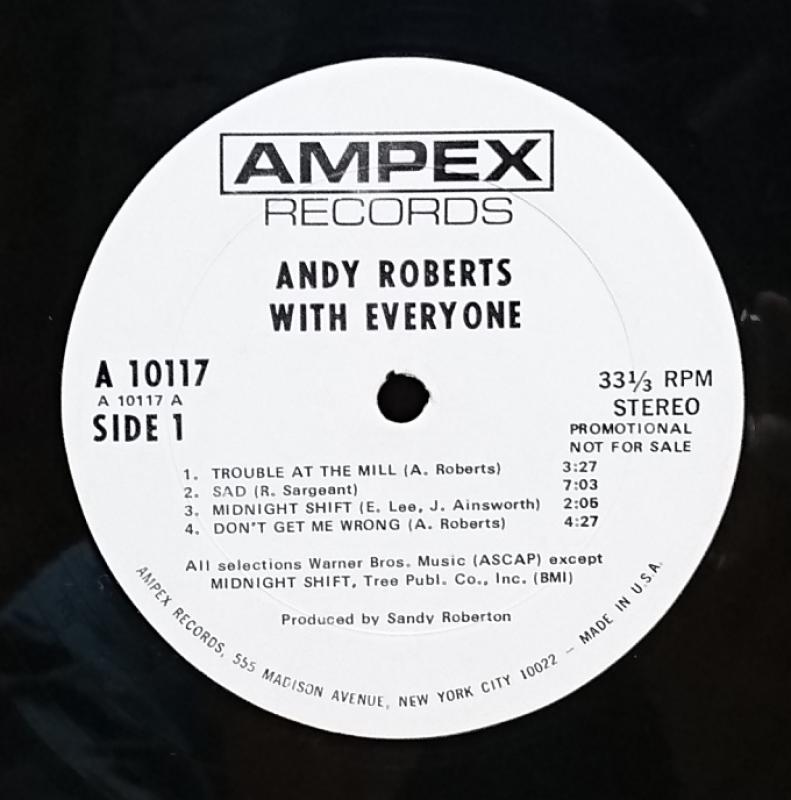 AMPEX
RECORDS
ANDY ROBERTS
WITH EVERYONE
A 10117
A 10117 A
SIDE 1
33⅓ RPM
STEREO
PROMOTIONAL
NOT FOR SALE
1. TROUBLE AT THE MILL (A. Roberts) 3:27
2. SAD (R. Sargeant) 7:03
3. MIDNIGHT SHIFT (E. Lee, J. Ainsworth) 2:06
4. DON'T GET ME WRONG (A. Roberts) 4:27
All selections Warner Bros. Music (ASCAP) except
MIDNIGHT SHIFT, Tree Publ. Co., Inc. (BMI)
Produced by Sandy Roberton
AMPEX RECORDS, 555 MADISON AVENUE, NEW YORK CITY 10022 – MADE IN U.S.A.